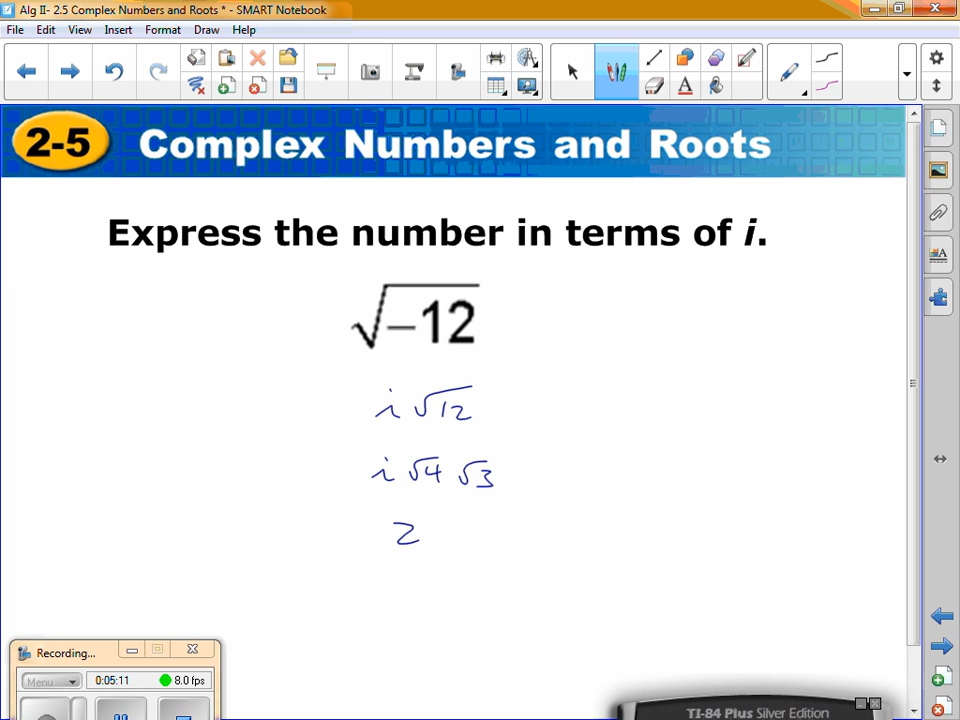 Alg II- 2.5 Complex Numbers and Roots * - SMART Notebook
File Edit View Insert Format Draw Help
2-5 Complex Numbers and Roots
Express the number in terms of i.
√-12
i √12
i √4 √3
2
Recording...
Menu 0:05:11 8.0 fps
TI-84 Plus Silver Edition